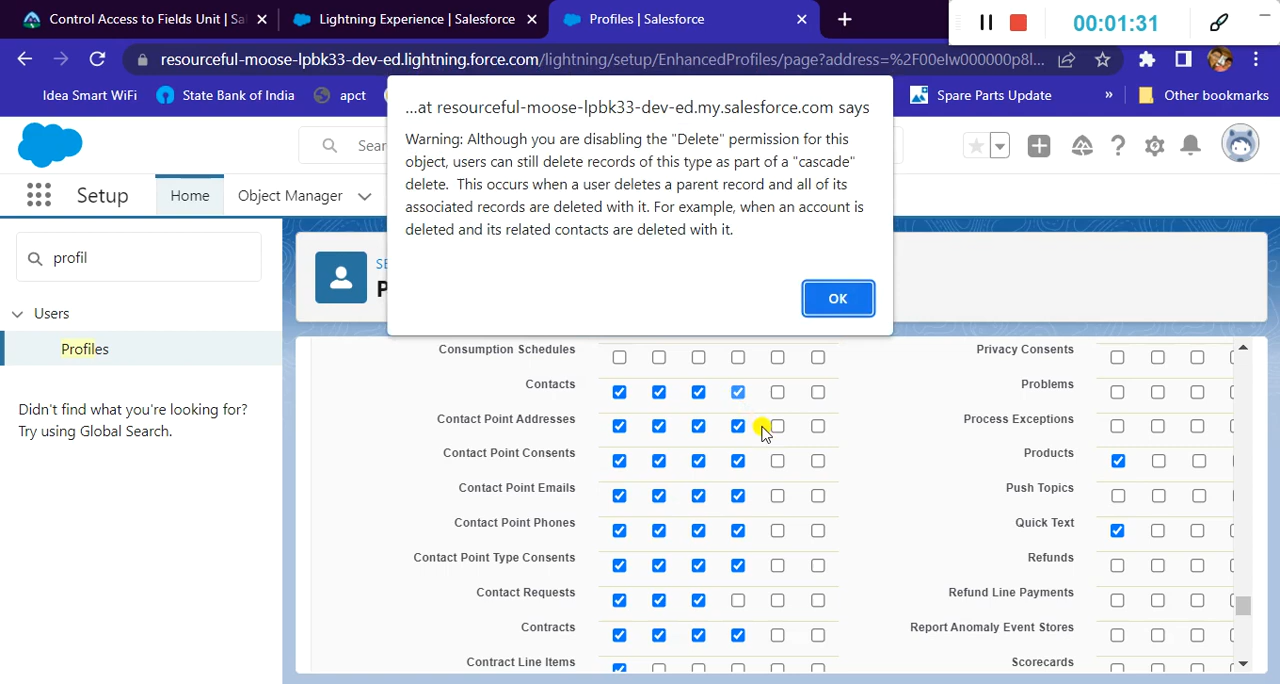 Control Access to Fields Unit | Sal
Lightning Experience | Salesforce
Profiles | Salesforce
00:01:31
resourceful-moose-lpbk33-dev-ed.lightning.force.com/lightning/setup/EnhancedProfiles/page?address=%2F00elw000000p8l...
Idea Smart WiFi
State Bank of India
apct
Spare Parts Update
»
Other bookmarks
...at resourceful-moose-lpbk33-dev-ed.my.salesforce.com says
Warning: Although you are disabling the "Delete" permission for this
object, users can still delete records of this type as part of a "cascade"
delete. This occurs when a user deletes a parent record and all of its
associated records are deleted with it. For example, when an account is
deleted and its related contacts are deleted with it.
OK
Sear
Setup
Home
Object Manager
profil
Users
Profiles
Didn't find what you're looking for?
Try using Global Search.
SE
P
Consumption Schedules
Privacy Consents
Contacts
Problems
Contact Point Addresses
Process Exceptions
Contact Point Consents
Products
Contact Point Emails
Push Topics
Contact Point Phones
Quick Text
Contact Point Type Consents
Refunds
Contact Requests
Refund Line Payments
Contracts
Report Anomaly Event Stores
Contract Line Items
Scorecards